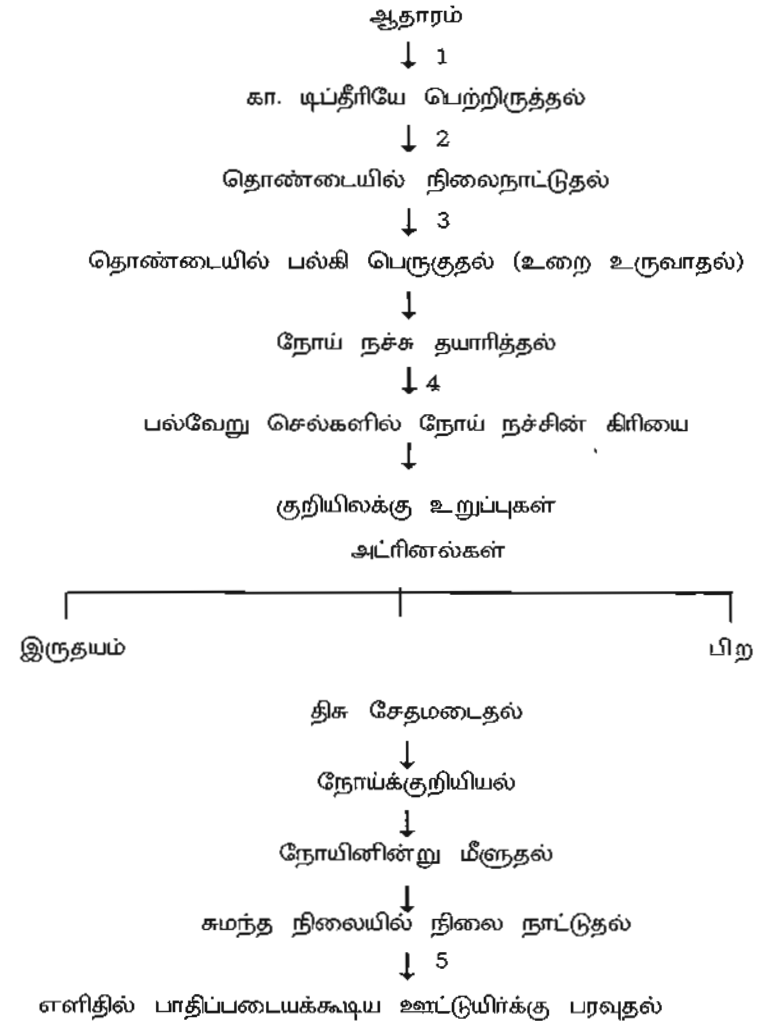 ஆதாரம்
↓ 1
கா. டிப்தீரியே பெற்றிருத்தல்
↓ 2
தொண்டையில் நிலைநாட்டுதல்
↓ 3
தொண்டையில் பல்கி பெருகுதல் (உறை உருவாதல்)
↓
நோய் நச்சு தயாரித்தல்
↓ 4
பல்வேறு செல்களில் நோய் நச்சின் கிரியை
↓
குறியிலக்கு உறுப்புகள்
அட்ரினல்கள்
இருதயம் பிற
திசு சேதமடைதல்
↓
நோய்க்குறியியல்
↓
நோயினின்று மீளுதல்
↓
சுமந்த நிலையில் நிலை நாட்டுதல்
↓ 5
எளிதில் பாதிப்படையக்கூடிய ஊட்டுயிர்க்கு பரவுதல்